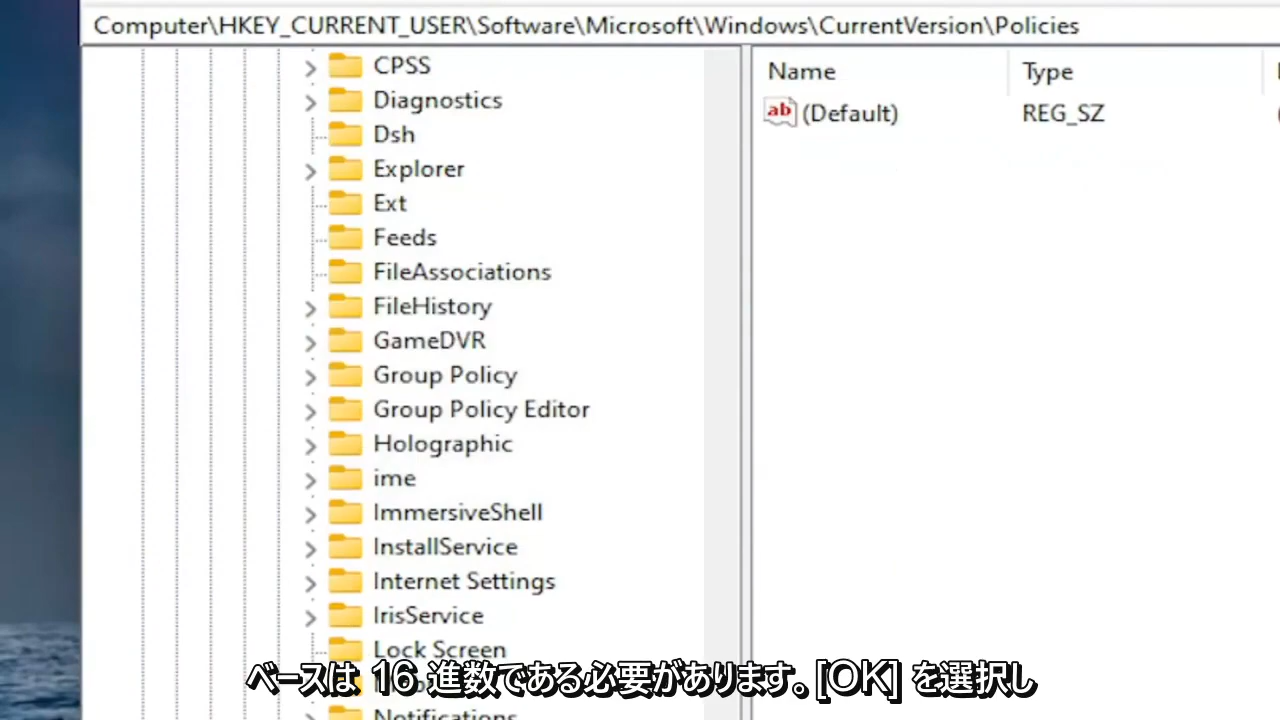 Computer\HKEY_CURRENT_USER\Software\Microsoft\Windows\CurrentVersion\Policies
CPSS
Diagnostics
Dsh
Explorer
Ext
Feeds
FileAssociations
FileHistory
GameDVR
Group Policy
Group Policy Editor
Holographic
ime
ImmersiveShell
InstallService
Internet Settings
IrisService
Lock Screen
Notifications
Name Type
(Default) REG_SZ
ベースは 16 進数である必要があります。[OK] を選択し